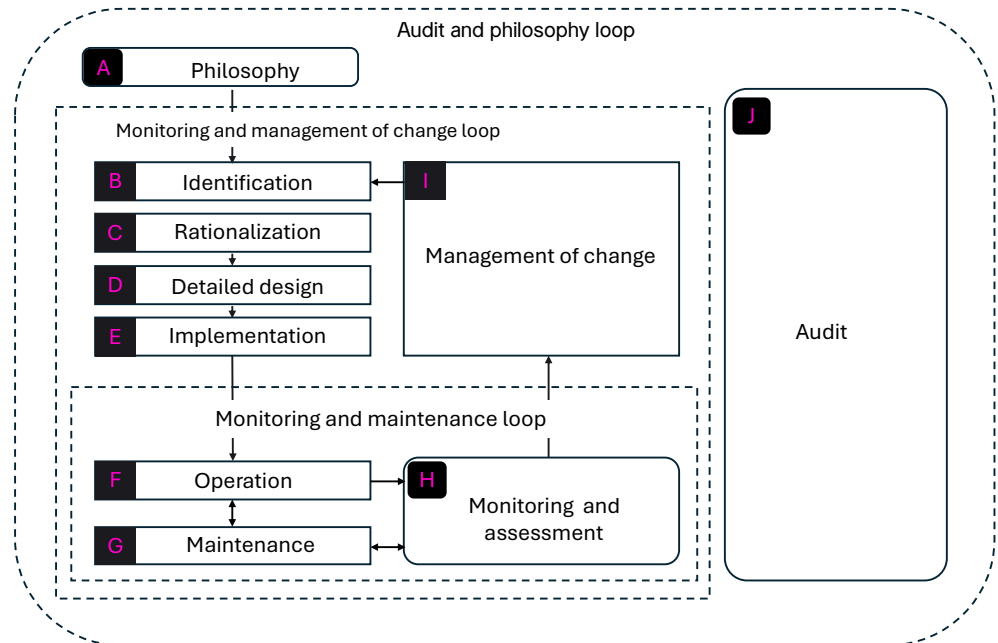 Audit and philosophy loop
A Philosophy
Monitoring and management of change loop
B Identification
I
C Rationalization
Management of change
D Detailed design
E Implementation
J
Audit
Monitoring and maintenance loop
F Operation
H
Monitoring and
assessment
G Maintenance